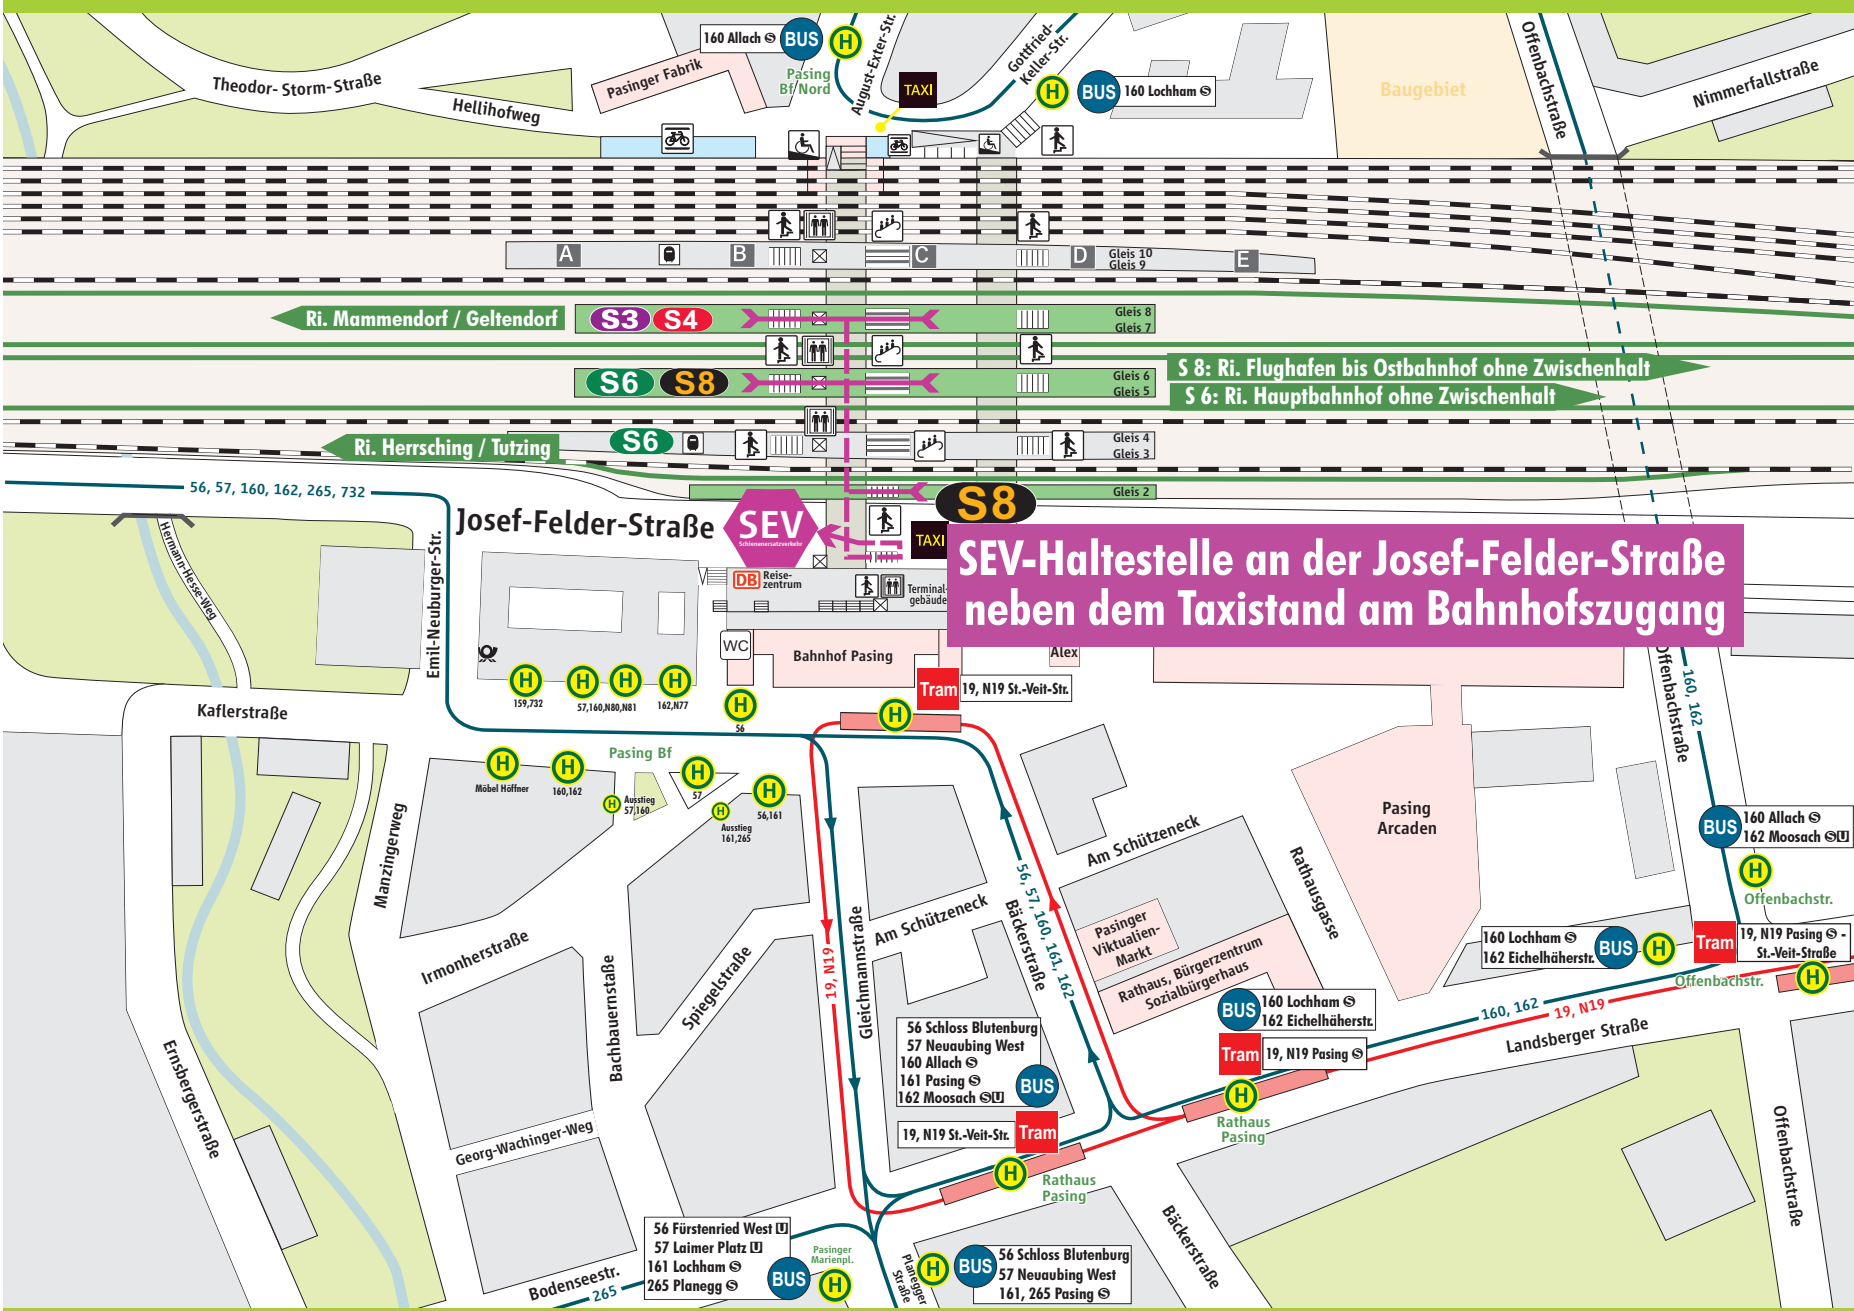 160 Allach S
BUS
H
Pasing
Bf Nord
August-Exter-Str.
Gottfried-
Keller-Str.
TAXI
H
BUS
160 Lochham S
Theodor- Storm-Straße
Hellihofweg
Pasinger Fabrik
Baugebiet
Offenbachstraße
Nimmerfallstraße
A
B
C
D
E
Gleis 10
Gleis 9
Ri. Mammendorf / Geltendorf
S3
S4
Gleis 8
Gleis 7
S6
S8
Gleis 6
Gleis 5
S 8: Ri. Flughafen bis Ostbahnhof ohne Zwischenhalt
S 6: Ri. Hauptbahnhof ohne Zwischenhalt
Ri. Herrsching / Tutzing
S6
Gleis 4
Gleis 3
56, 57, 160, 162, 265, 732
Gleis 2
S8
Josef-Felder-Straße
SEV
Schienenersatzverkehr
TAXI
SEV-Haltestelle an der Josef-Felder-Straße
neben dem Taxistand am Bahnhofszugang
Hermann-Hesse-Weg
Emil-Neuburger-Str.
DB
Reise-
zentrum
Terminal-
gebäude
WC
Bahnhof Pasing
Alex
Tram
19, N19 St.-Veit-Str.
H
H
159,732
H
H
57,160,N80,N81
H
162,N77
H
56
Kaflerstraße
Offenbachstraße
160, 162
Pasing Bf
H
Möbel Höffner
H
160,162
H
Ausstieg
57,160
H
57
H
Ausstieg
161,265
H
56,161
Manzingerweg
Pasing
Arcaden
BUS
160 Allach S
162 Moosach S U
H
Offenbachstr.
Am Schützeneck
Am Schützeneck
Rathausgasse
56, 57, 160, 161, 162
Bäckerstraße
Gleichmannstraße
19, N19
Pasinger
Viktualien-
Markt
Rathaus, Bürgerzentrum
Sozialbürgerhaus
Irmonherstraße
Bachbauernstaße
Spiegelstraße
160 Lochham S
162 Eichelhäherstr.
BUS
H
Tram
19, N19 Pasing S -
St.-Veit-Straße
H
Offenbachstr.
160, 162
19, N19
Landsberger Straße
BUS
160 Lochham S
162 Eichelhäherstr.
Tram
19, N19 Pasing S
H
Rathaus
Pasing
56 Schloss Blutenburg
57 Neuaubing West
160 Allach S
161 Pasing S
162 Moosach S U
BUS
19, N19 St.-Veit-Str.
Tram
H
Rathaus
Pasing
Ernsbergerstraße
Georg-Wachinger-Weg
Offenbachstraße
Bäckerstraße
56 Fürstenried West U
57 Laimer Platz U
161 Lochham S
265 Planegg S
BUS
Pasinger
Marienpl.
H
Planegger
Straße
H
BUS
56 Schloss Blutenburg
57 Neuaubing West
161, 265 Pasing S
Bodenseestr.
265